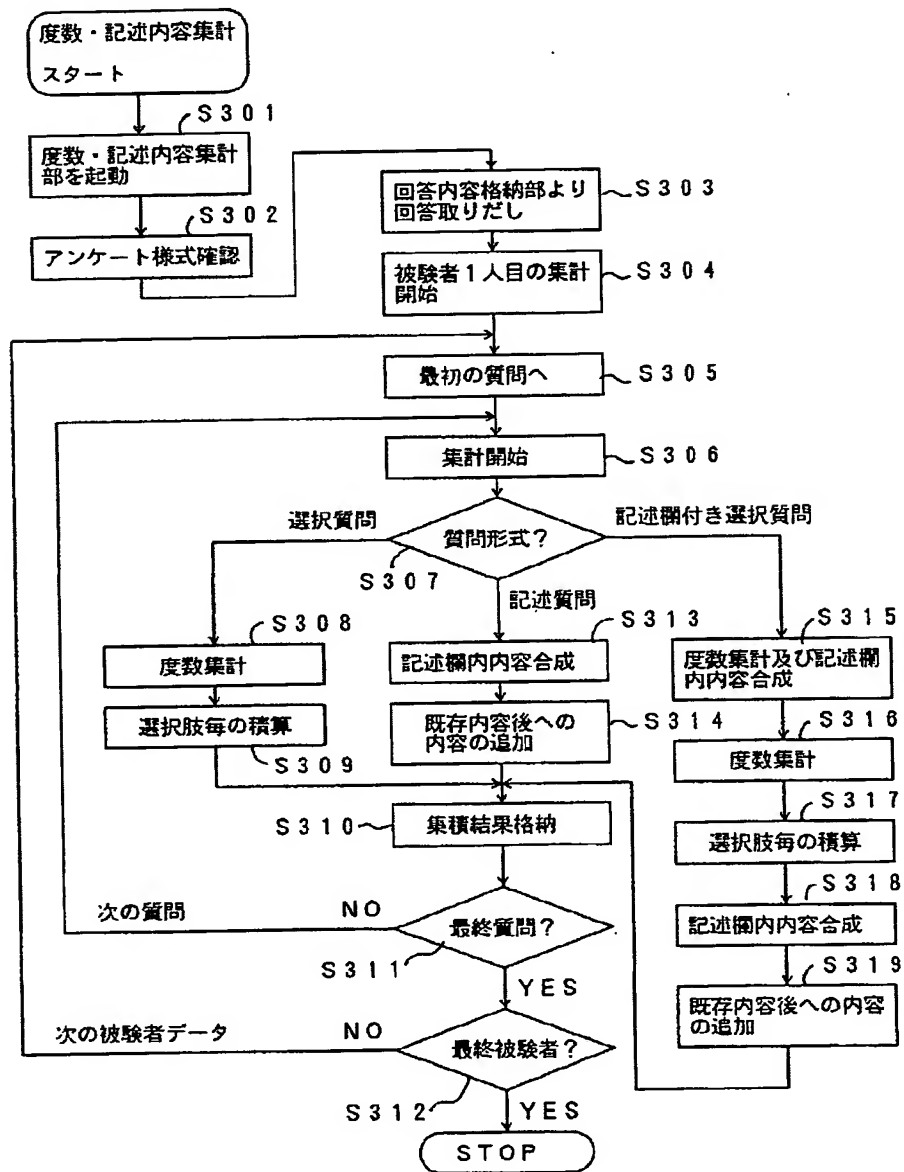 度数・記述内容集計
スタート
S301
度数・記述内容集計
部を起動
S302
アンケート様式確認
回答内容格納部より
回答取りだし
S303
被験者1人目の集計
開始
S304
最初の質問へ
S305
集計開始
S306
選択質問
質問形式?
記述欄付き選択質問
S307
記述質問
S308
度数集計
選択肢毎の積算
S309
S313
記述欄内内容合成
既存内容後への
内容の追加
S314
S315
度数集計及び記述欄
内内容合成
S316
度数集計
S317
選択肢毎の積算
S318
記述欄内内容合成
S319
既存内容後への内容
の追加
S310
集積結果格納
次の質問
NO
最終質問?
S311
YES
次の被験者データ
NO
最終被験者?
S312
YES
STOP